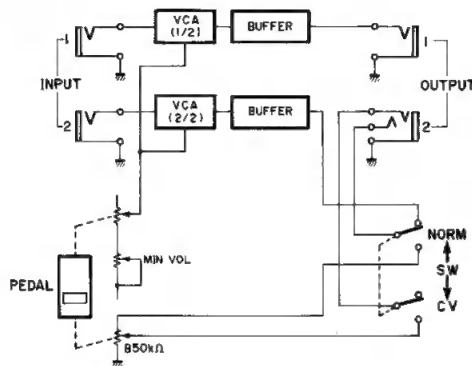 VCA
(1/2)
BUFFER
1
1
INPUT
OUTPUT
VCA
(2/2)
BUFFER
2
2
NORM
MIN VOL
SW
PEDAL
CV
B50kΩ